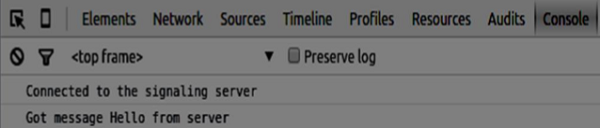 Elements Network Sources Timeline Profiles Resources Audits Console
<top frame> Preserve log
Connected to the signaling server
Got message Hello from server